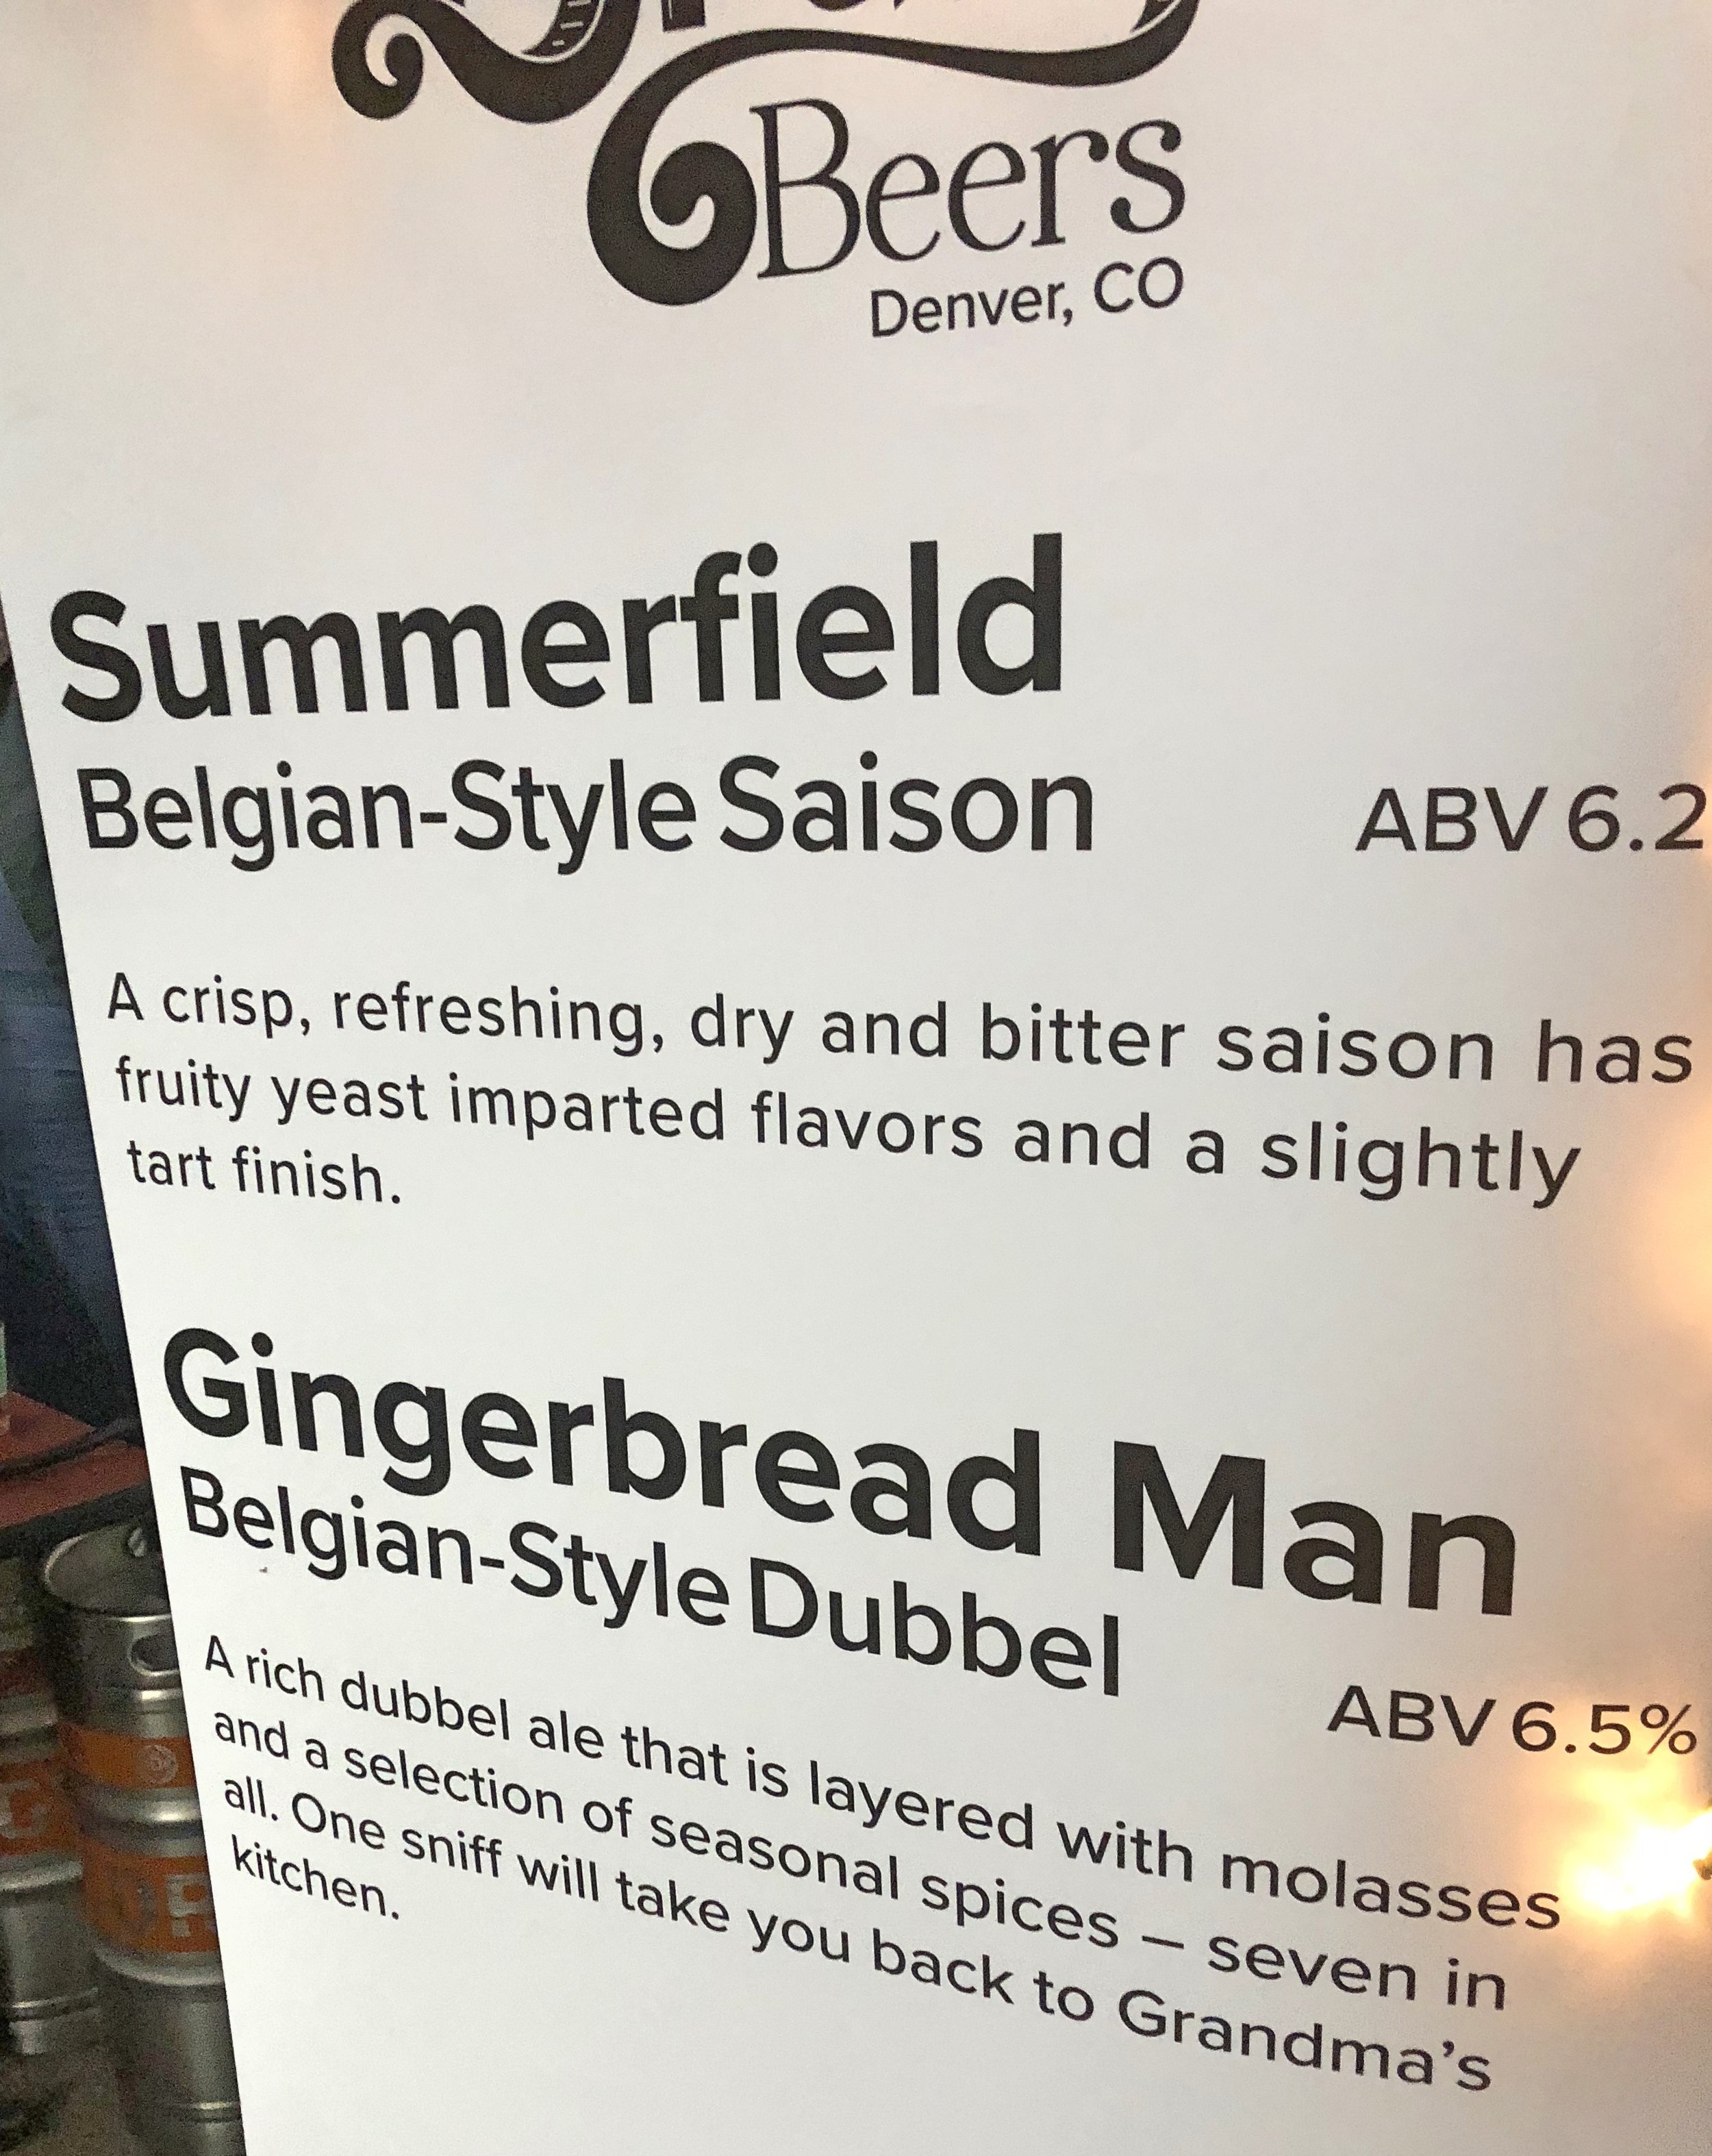 Beers
Denver, CO
Summerfield
Belgian-Style Saison ABV 6.2
A crisp, refreshing, dry and bitter saison has
fruity yeast imparted flavors and a slightly
tart finish.
Gingerbread Man
Belgian-Style Dubbel
ABV 6.5%
A rich dubbel ale that is layered with molasses
and a selection of seasonal spices – seven in
all. One sniff will take you back to Grandma’s
kitchen.